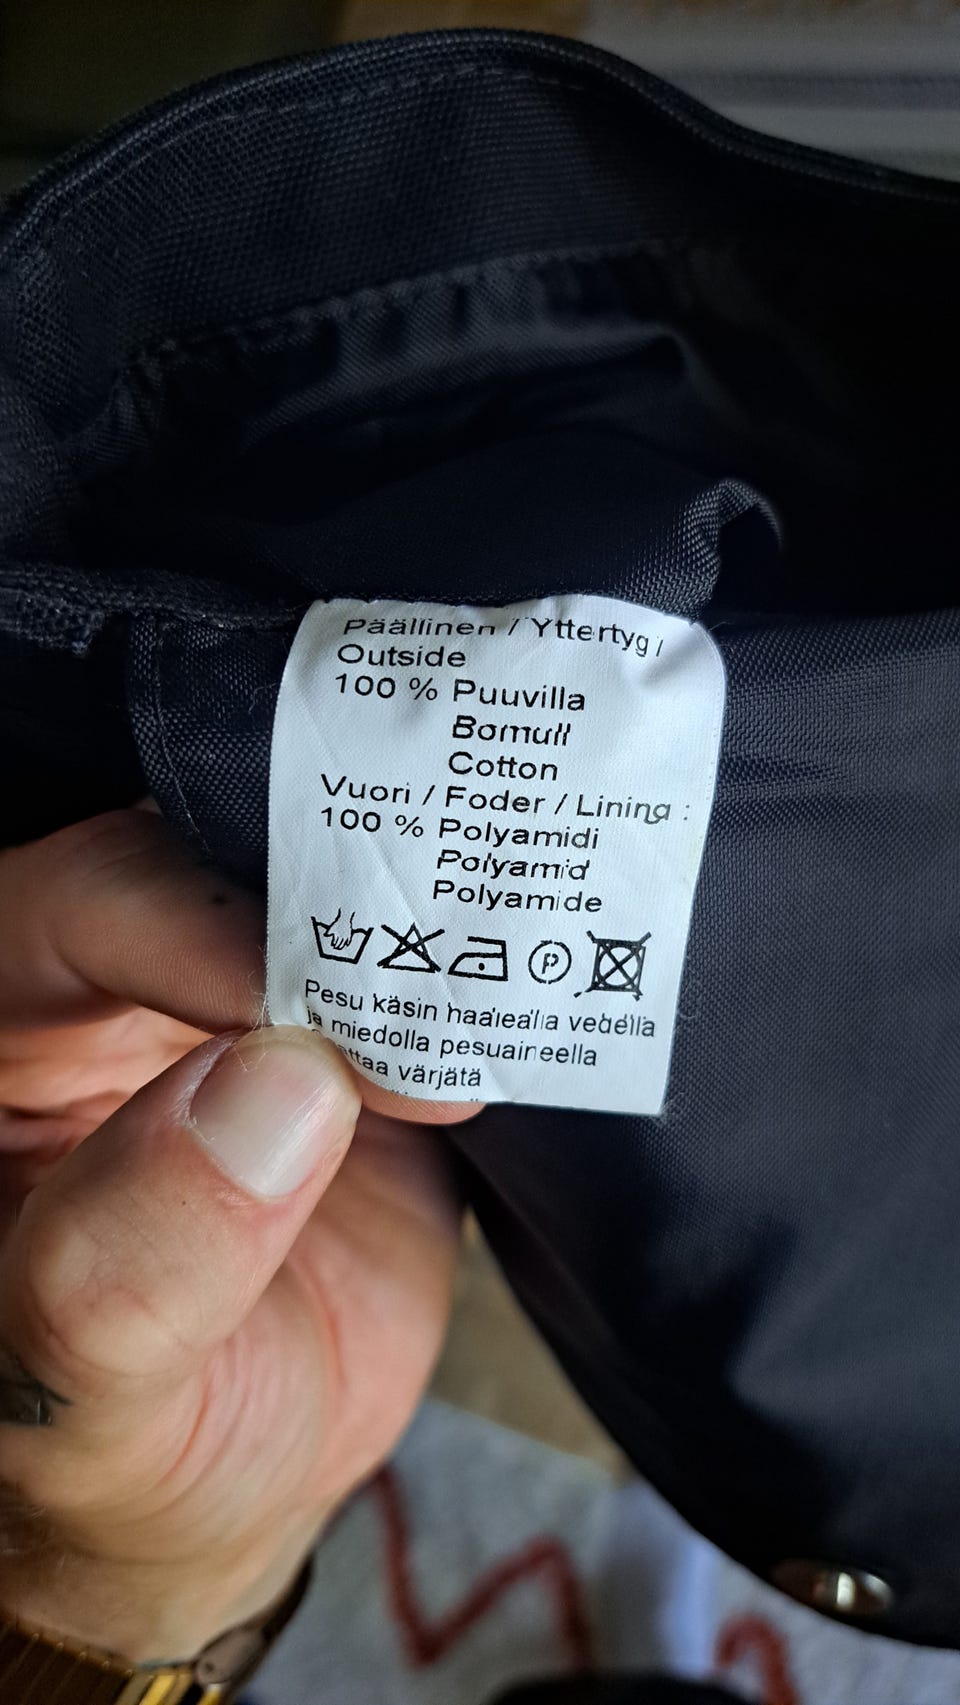 Päällinen / Yttertyg /
Outside
100 % Puuvilla
Bomull
Cotton
Vuori / Foder / Lining :
100 % Polyamidi
Polyamid
Polyamide
P
Pesu käsin haalealla vedellä
ja miedolla pesuaineella
värjätä